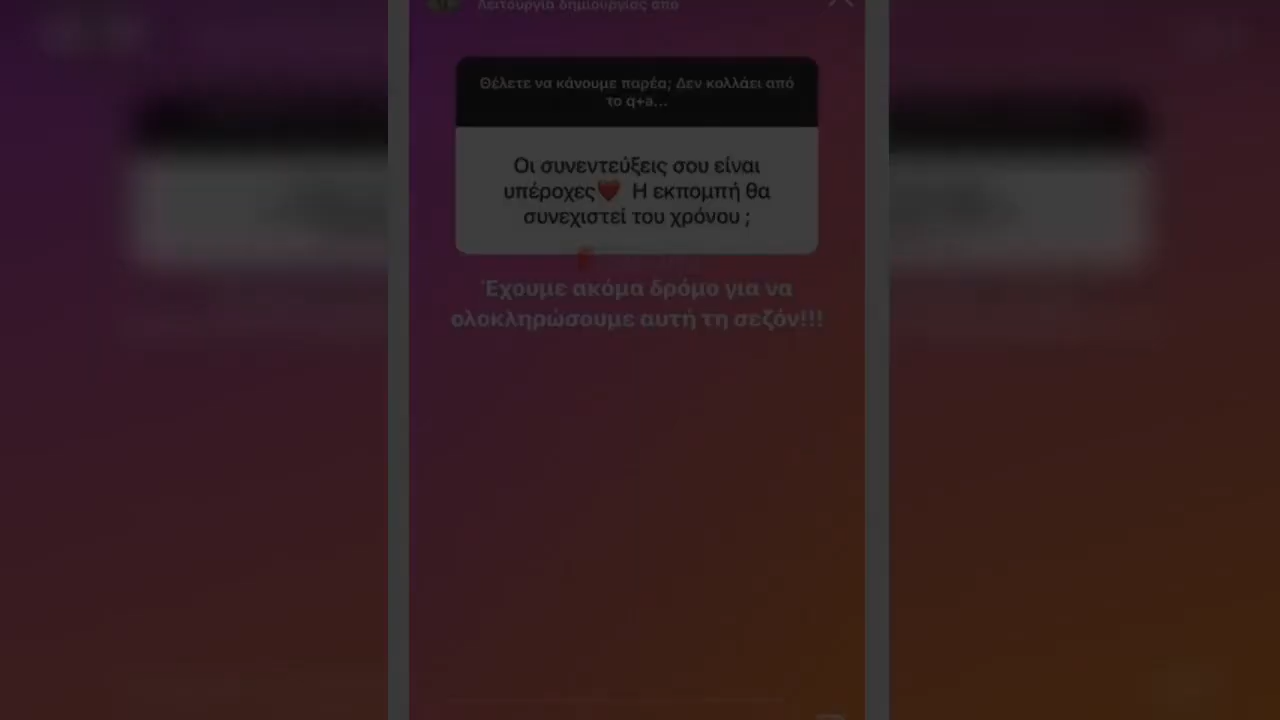 Λειτουργία δημιουργίας από
Θέλετε να κάνουμε παρέα; Δεν κολλάει από
το q+a...
Οι συνεντεύξεις σου είναι
υπέροχες❤️ Η εκπομπή θα
συνεχιστεί του χρόνου ;
Έχουμε ακόμα δρόμο για να
ολοκληρώσουμε αυτή τη σεζόν!!!